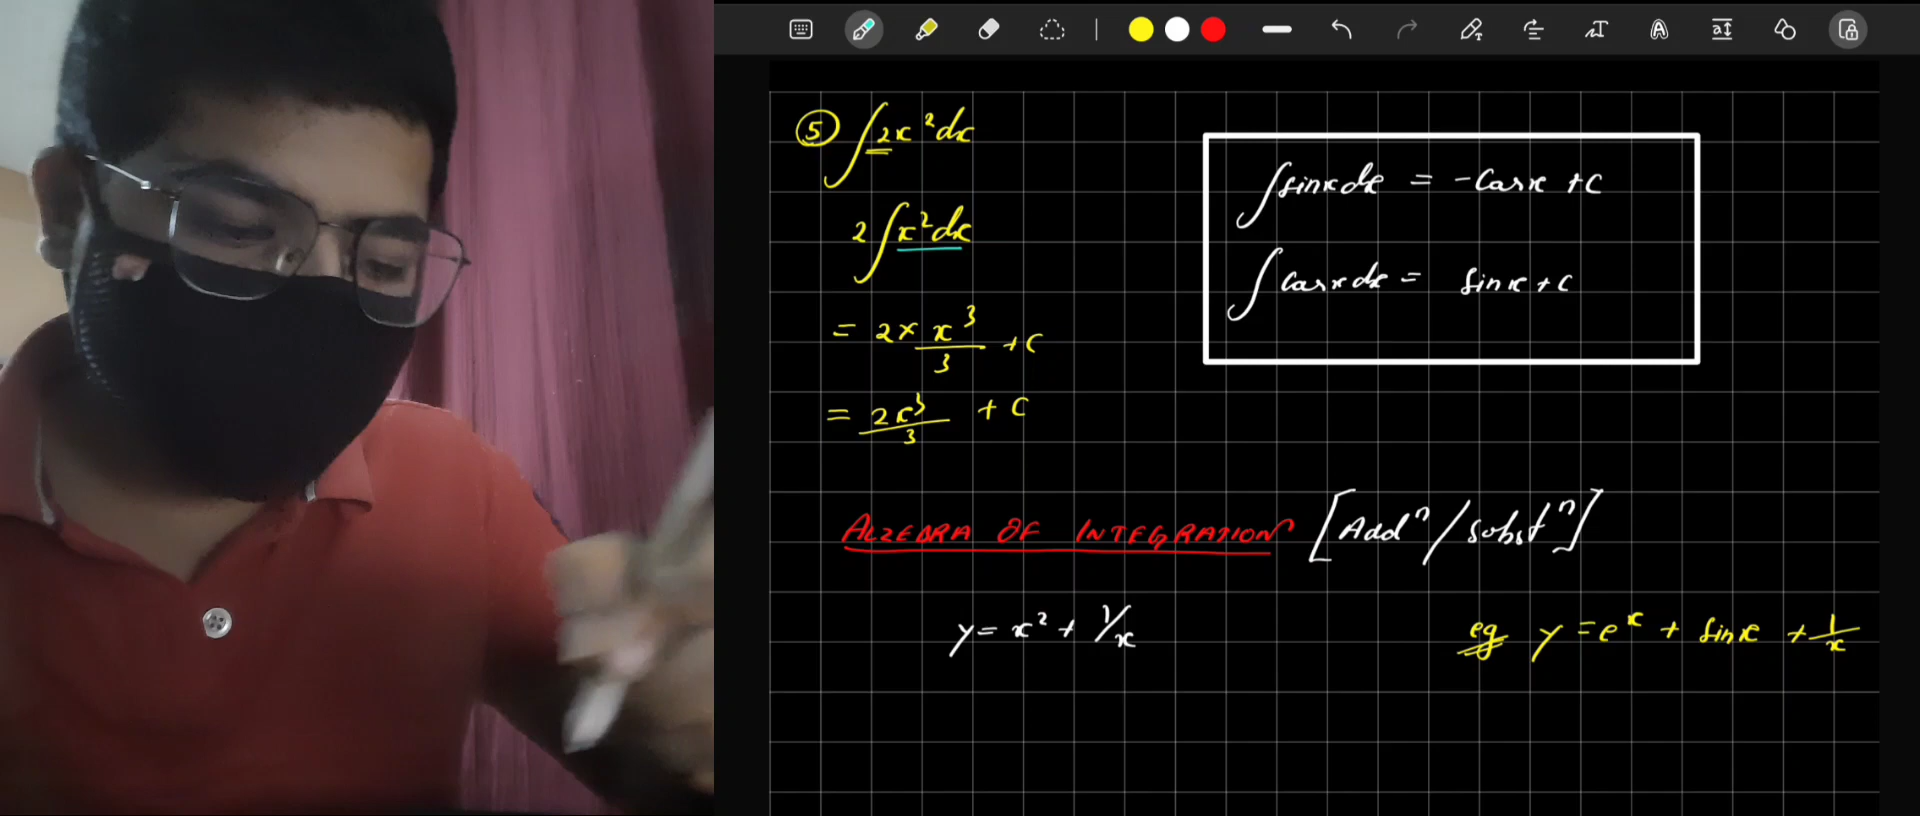 ⑤ ∫2x²dx
2∫x²dx
= 2 × x³/3 + c
= 2x³/3 + c
∫sinx dx = -cosx + c
∫cosx dx = sinx + c
ALZEBRA OF INTEGRATION [Addⁿ/Subtⁿ]
y = x² + 1/x
eg y = eˣ + sinx + 1/x